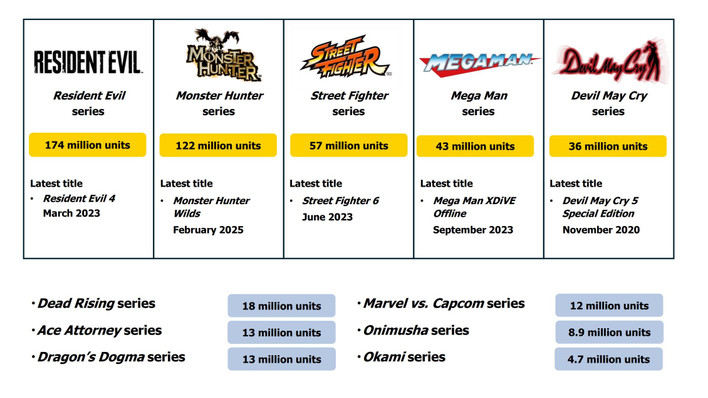 RESIDENT EVIL
Resident Evil
series
174 million units
Latest title
• Resident Evil 4
March 2023
MONSTER
HUNTER
Monster Hunter
series
122 million units
Latest title
• Monster Hunter
Wilds
February 2025
STREET
FIGHTER
Street Fighter
series
57 million units
Latest title
• Street Fighter 6
June 2023
MEGAMAN
Mega Man
series
43 million units
Latest title
• Mega Man XDiVE
Offline
September 2023
Devil May Cry
Devil May Cry
series
36 million units
Latest title
• Devil May Cry 5
Special Edition
November 2020
・Dead Rising series 18 million units
・Ace Attorney series 13 million units
・Dragon's Dogma series 13 million units
・Marvel vs. Capcom series 12 million units
・Onimusha series 8.9 million units
・Okami series 4.7 million units